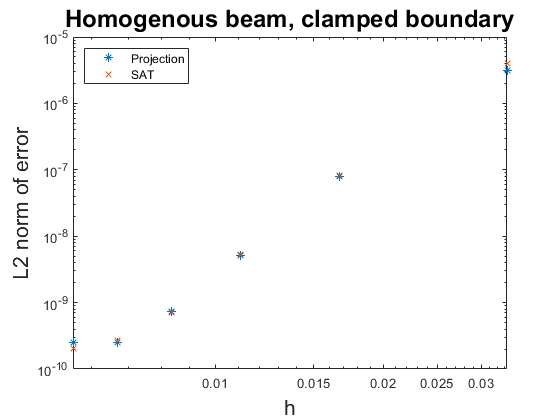 Homogenous beam, clamped boundary
10-5
Projection
SAT
10-6
10-7
10-8
10-9
10-10
L2 norm of error
0.01
0.015
0.02
0.025
0.03
h